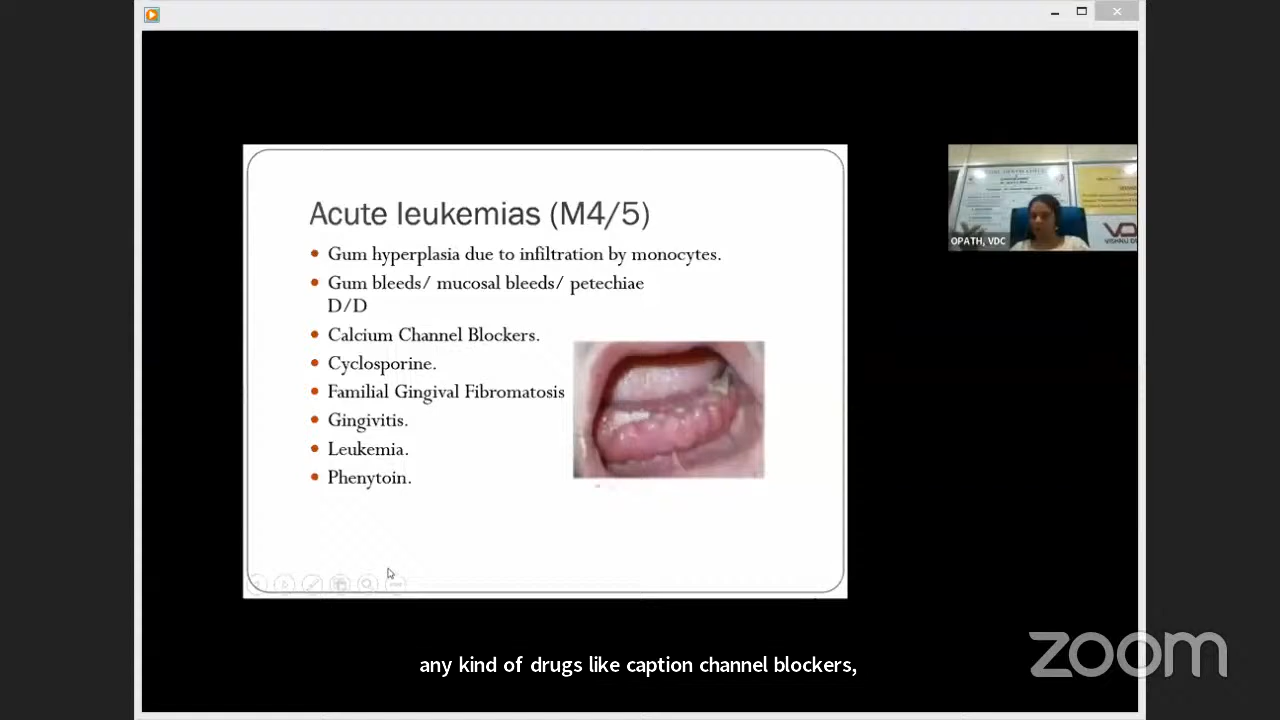 Acute leukemias (M4/5)
Gum hyperplasia due to infiltration by monocytes.
Gum bleeds/ mucosal bleeds/ petechiae
D/D
Calcium Channel Blockers.
Cyclosporine.
Familial Gingival Fibromatosis
Gingivitis.
Leukemia.
Phenytoin.
OPATH, VDC
any kind of drugs like caption channel blockers,
zoom